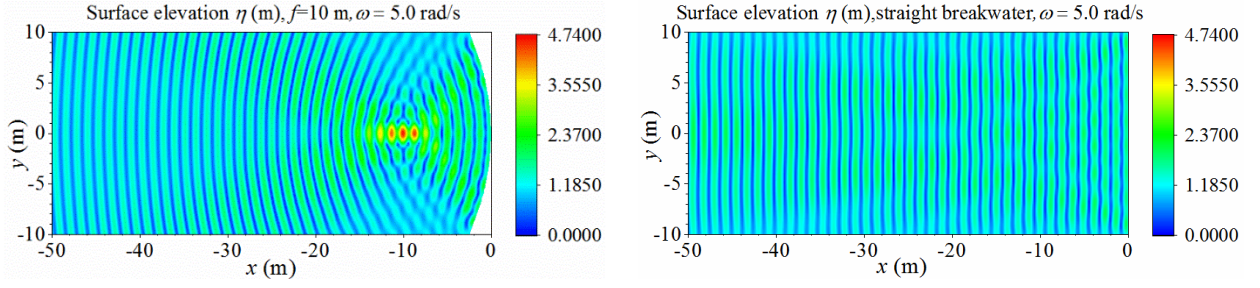 Surface elevation η (m), f=10 m, ω = 5.0 rad/s
10
5
0
-5
-10
y (m)
-50 -40 -30 -20 -10 0
x (m)
4.7400
3.5550
2.3700
1.1850
0.0000
Surface elevation η (m),straight breakwater, ω = 5.0 rad/s
10
5
0
-5
-10
y (m)
-50 -40 -30 -20 -10 0
x (m)
4.7400
3.5550
2.3700
1.1850
0.0000